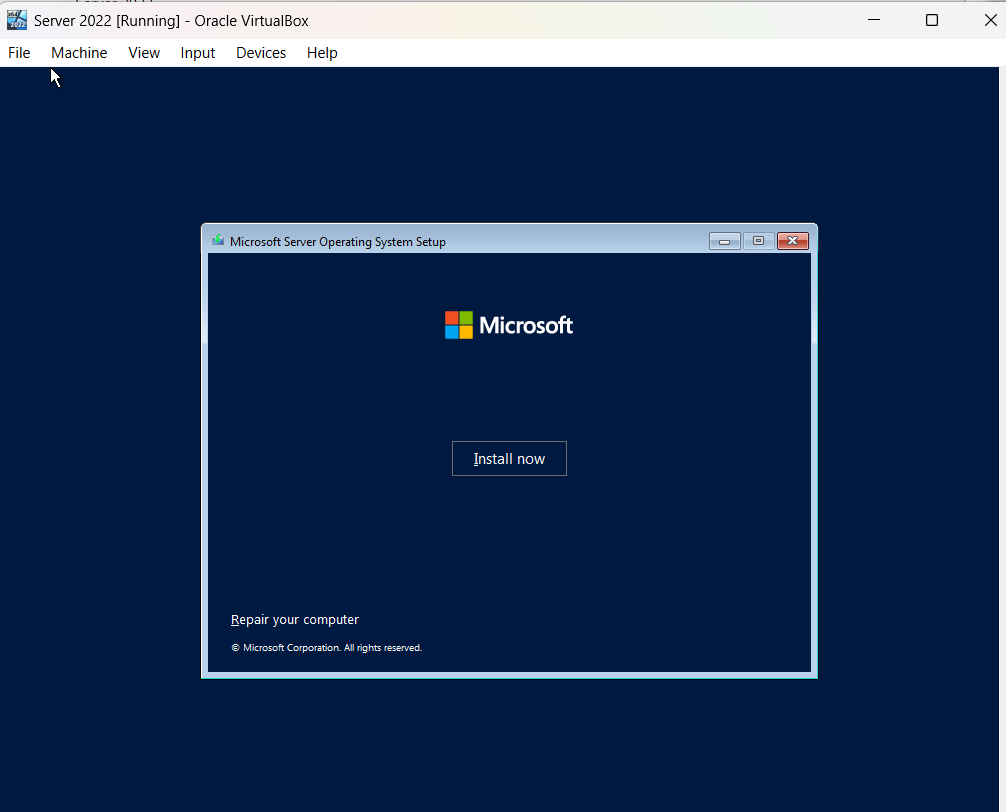 Server 2022 [Running] - Oracle VirtualBox
File Machine View Input Devices Help
Microsoft Server Operating System Setup
Microsoft
Install now
Repair your computer
© Microsoft Corporation. All rights reserved.